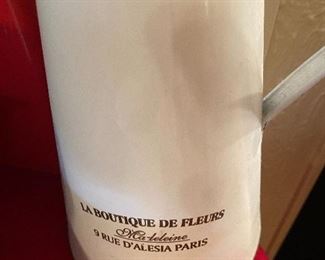 LA BOUTIQUE DE FLEURS
Madeleine
9 RUE D'ALESIA PARIS